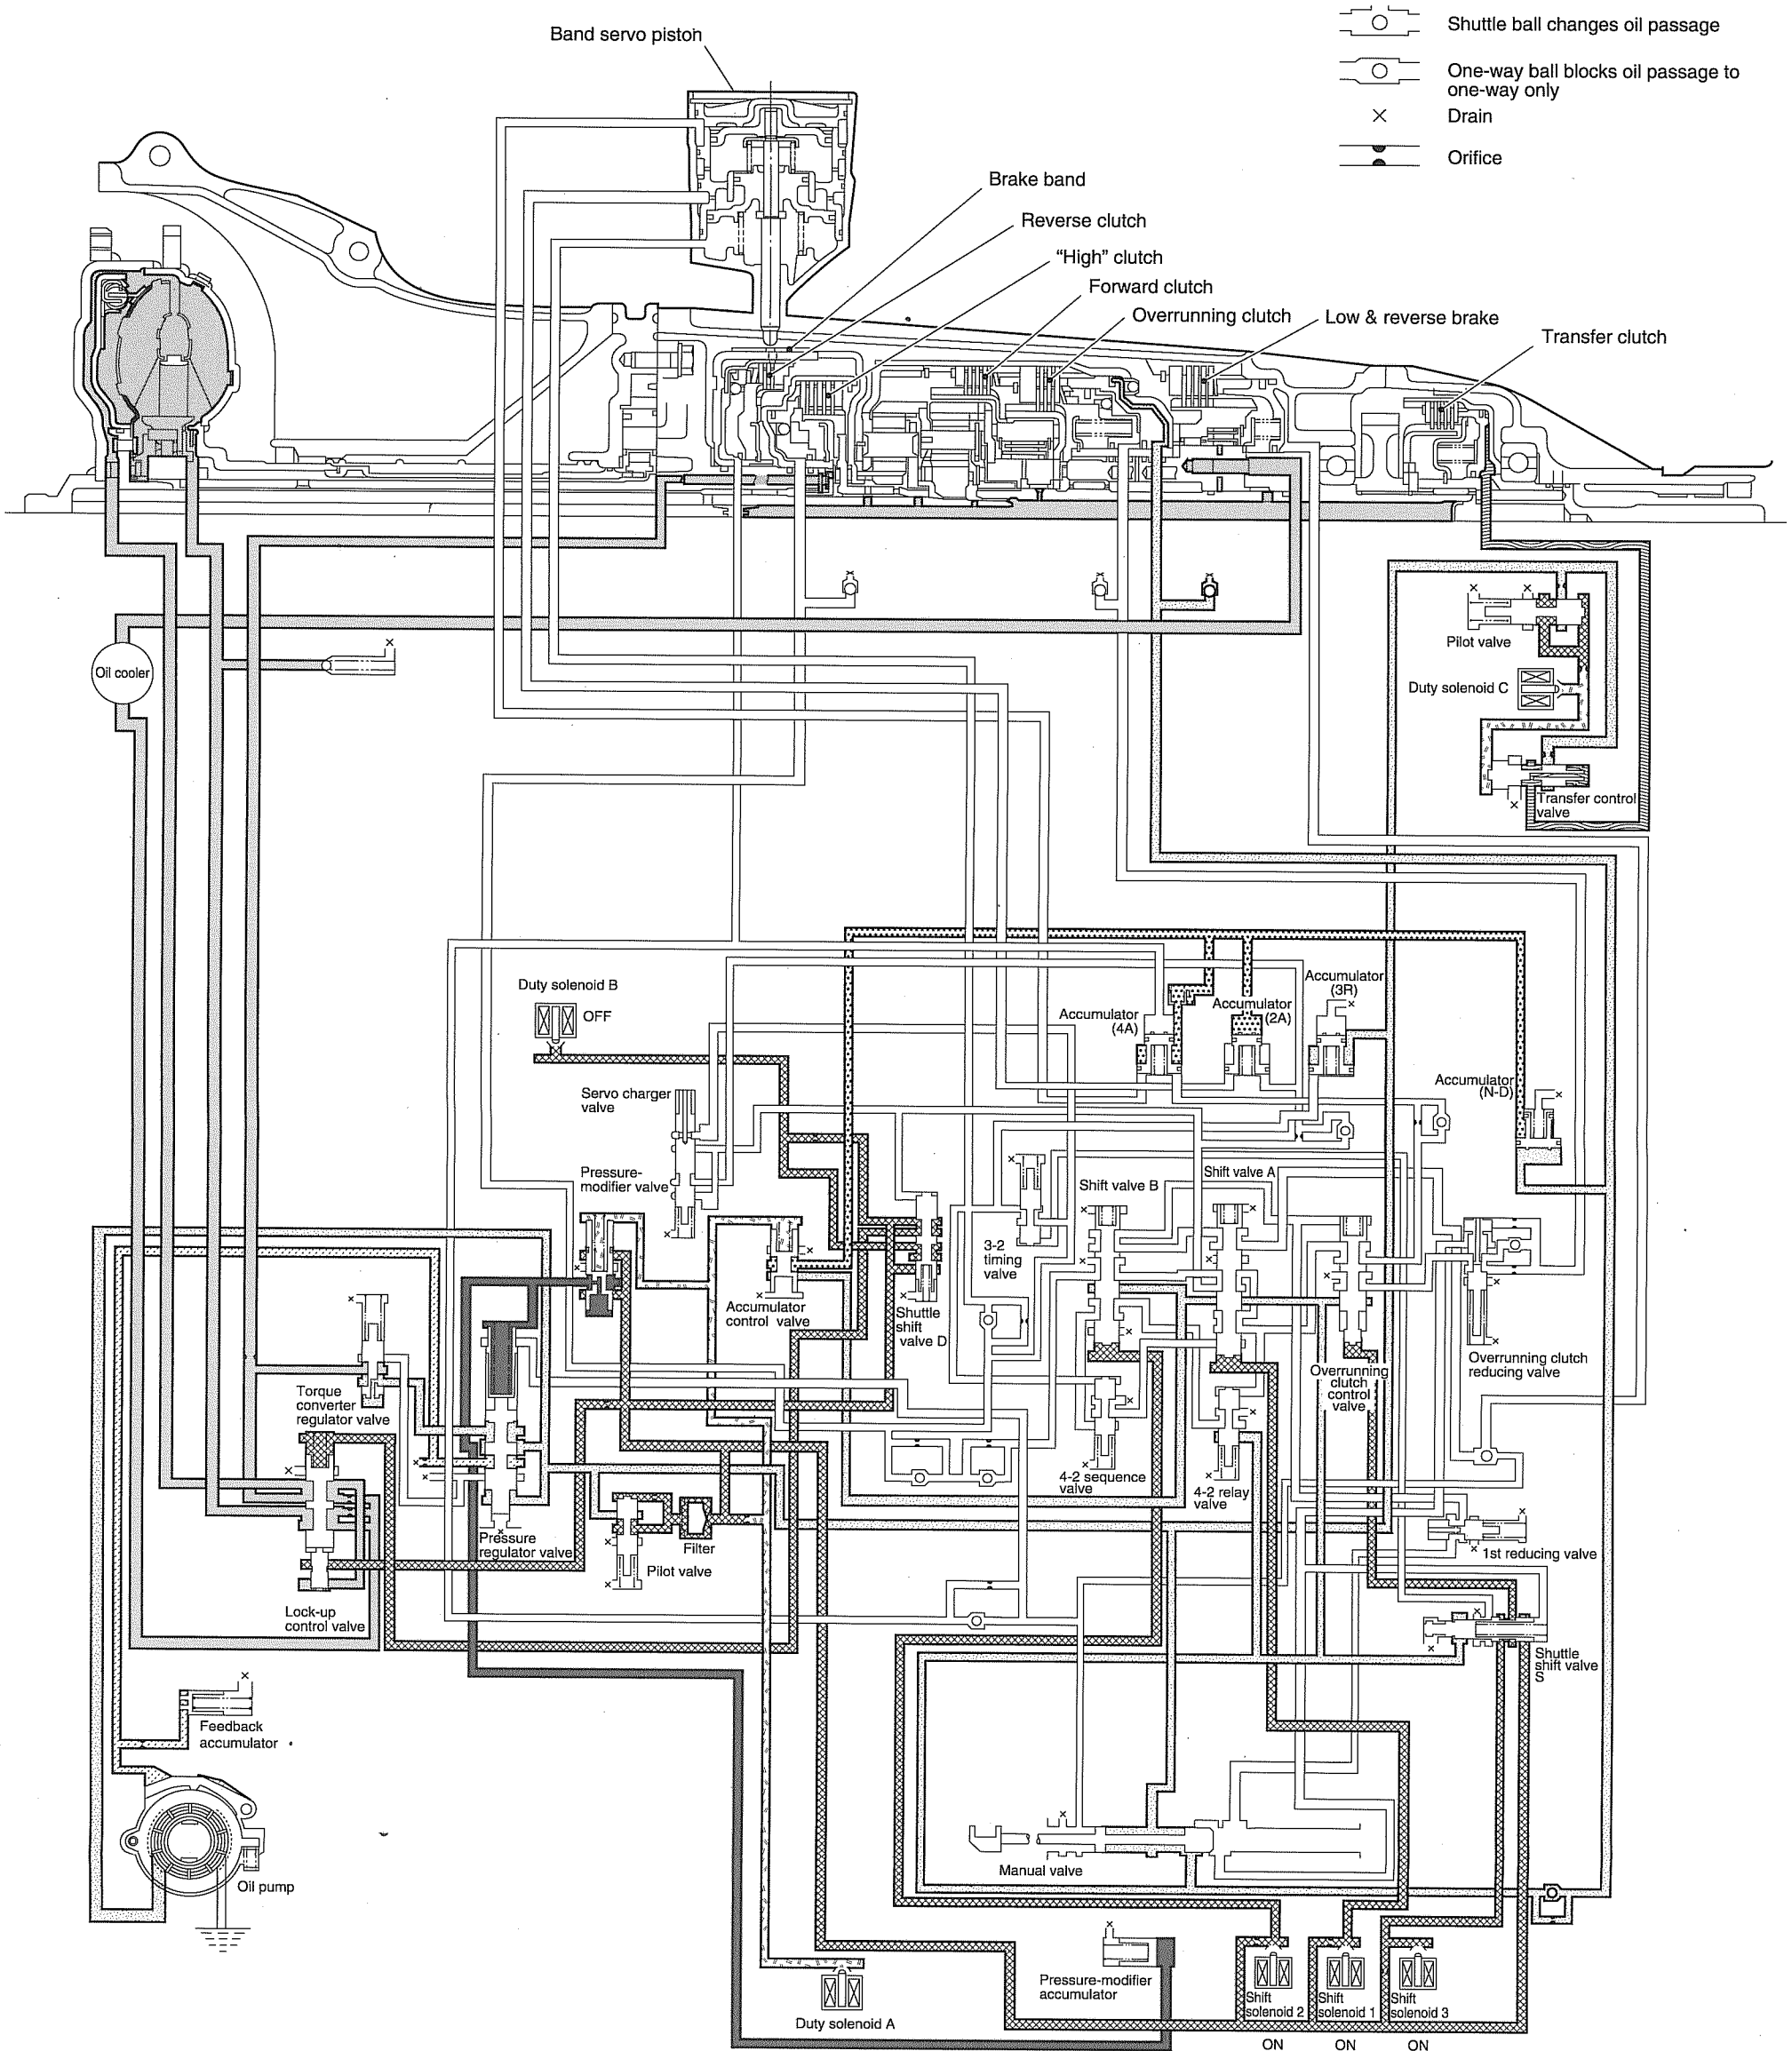 Shuttle ball changes oil passage
One-way ball blocks oil passage to
one-way only
Drain
Orifice
Band servo pistoh
Brake band
Reverse clutch
“High” clutch
Forward clutch
Overrunning clutch
Low & reverse brake
Transfer clutch
Pilot valve
Oil cooler
Duty solenoid C
Transfer control
valve
Duty solenoid B
OFF
Accumulator
(3R)
Accumulator
(4A)
Accumulator
(2A)
Accumulator
(N-D)
Servo charger
valve
Pressure-
modifier valve
Shift valve A
Shift valve B
3-2
timing
valve
Accumulator
control valve
Shuttle
shift
valve D
Overrunning clutch
reducing valve
Overrunning
clutch
control
valve
Torque
converter
regulator valve
4-2 sequence
valve
4-2 relay
valve
Pressure
regulator valve
Filter
Pilot valve
1st reducing valve
Lock-up
control valve
Shuttle
shift valve
S
Feedback
accumulator
Manual valve
Oil pump
Pressure-modifier
accumulator
Shift
solenoid 2
Shift
solenoid 1
Shift
solenoid 3
Duty solenoid A
ON
ON
ON